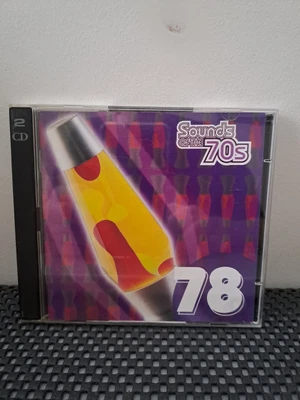 2
CD
Sounds
OF THE
70s
78